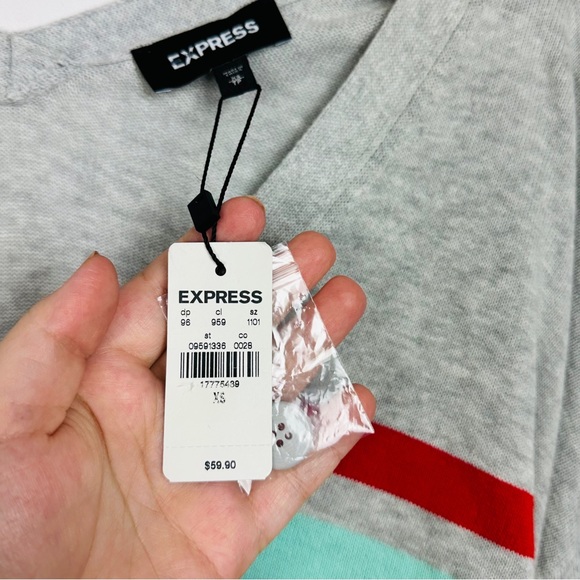 EXPRESS
EXPRESS
dp cl sz
96 959 1101
st co
09591336 0028
17775439
XS
$59.90